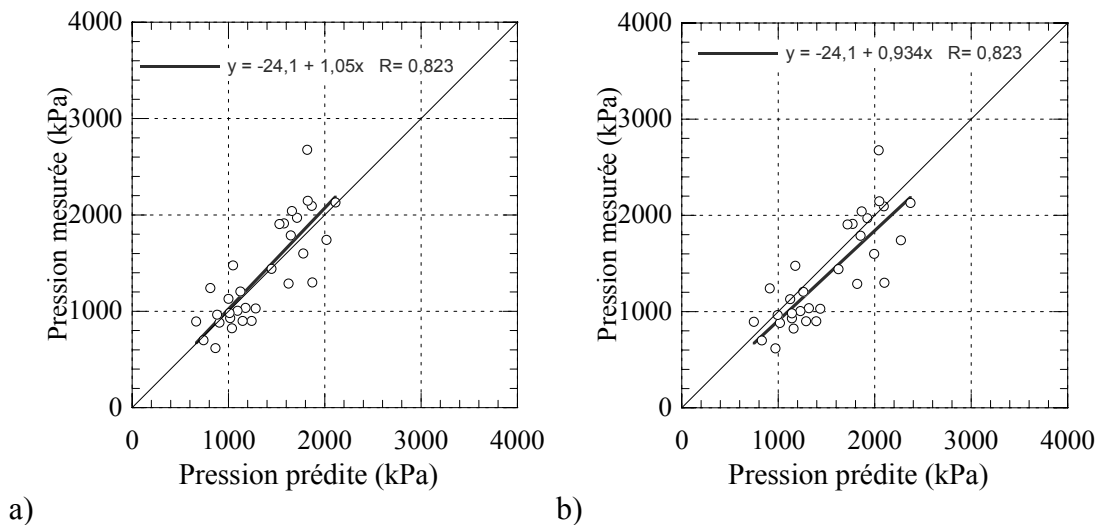 4000
3000
2000
1000
0
Pression mesurée (kPa)
y = -24,1 + 1,05x R= 0,823
0 1000 2000 3000 4000
Pression prédite (kPa)
a)
4000
3000
2000
1000
0
Pression mesurée (kPa)
y = -24,1 + 0,934x R= 0,823
0 1000 2000 3000 4000
Pression prédite (kPa)
b)